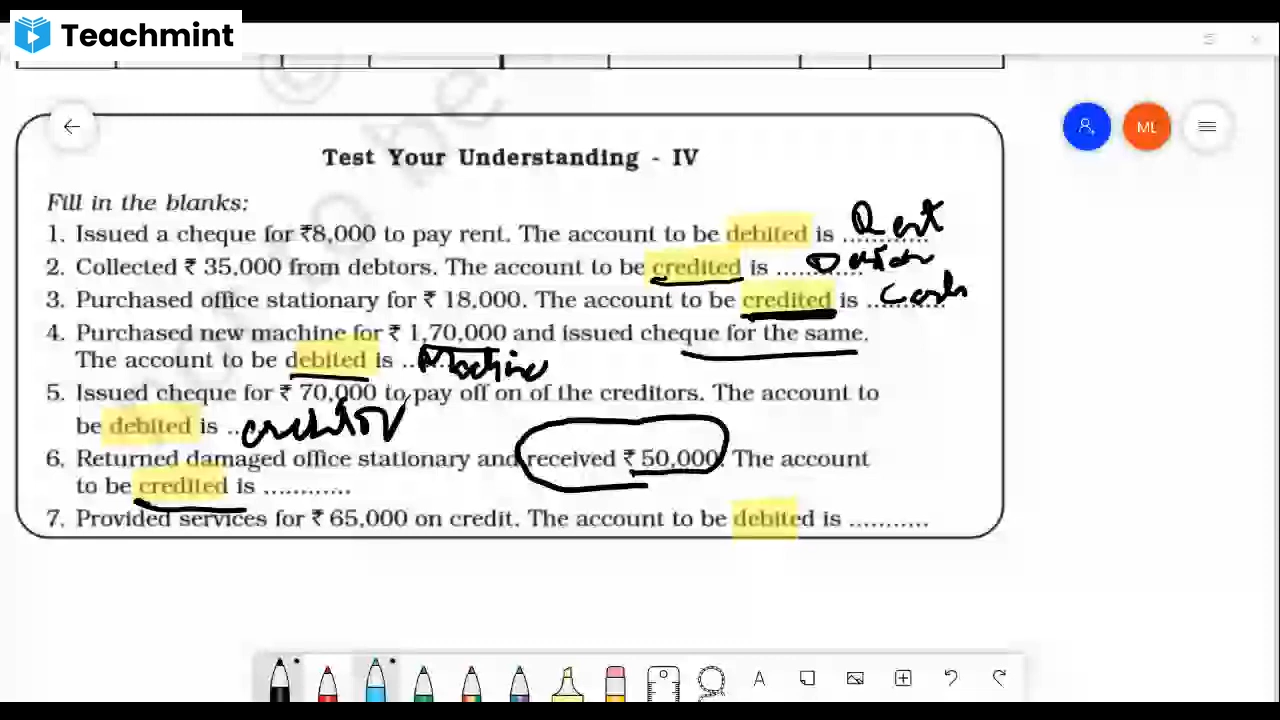 Teachmint
ML
Test Your Understanding - IV
Fill in the blanks:
1. Issued a cheque for ₹8,000 to pay rent. The account to be debited is ............ Rent
2. Collected ₹ 35,000 from debtors. The account to be credited is ............
3. Purchased office stationary for ₹ 18,000. The account to be credited is ............ Cash
4. Purchased new machine for ₹ 1,70,000 and issued cheque for the same.
The account to be debited is ...... Machine
5. Issued cheque for ₹ 70,000 to pay off on of the creditors. The account to
be debited is .. creditor
6. Returned damaged office stationary and received ₹ 50,000. The account
to be credited is ............
7. Provided services for ₹ 65,000 on credit. The account to be debited is ...........
A